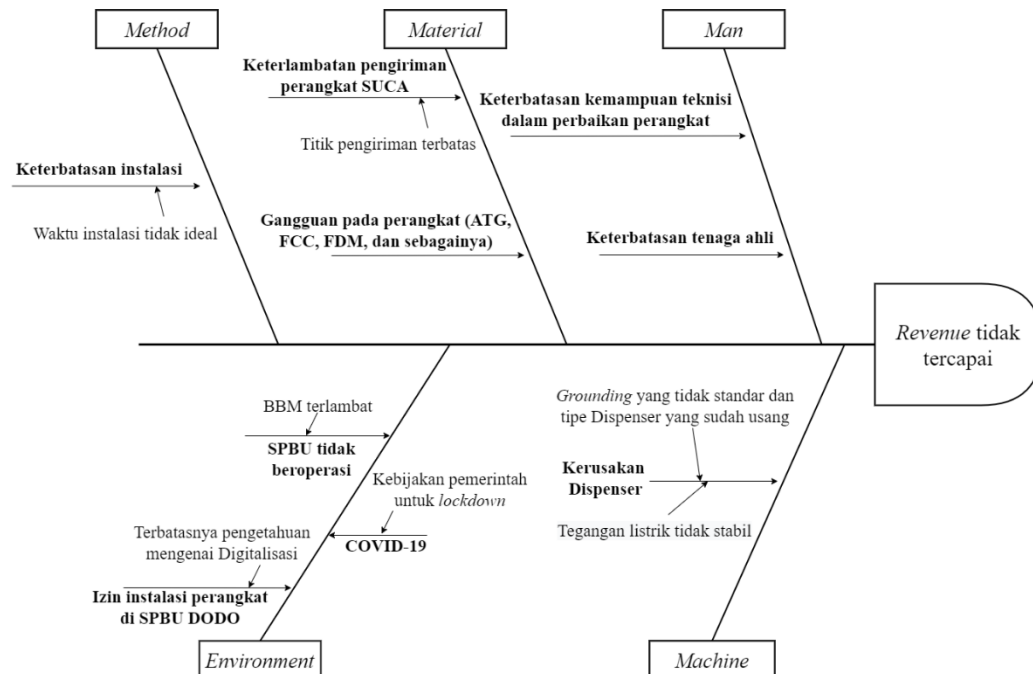 Method
Material
Man
Keterlambatan pengiriman
perangkat SUCA
Titik pengiriman terbatas
Keterbatasan kemampuan teknisi
dalam perbaikan perangkat
Keterbatasan instalasi
Waktu instalasi tidak ideal
Gangguan pada perangkat (ATG,
FCC, FDM, dan sebagainya)
Keterbatasan tenaga ahli
Revenue tidak
tercapai
BBM terlambat
SPBU tidak
beroperasi
Kebijakan pemerintah
untuk lockdown
COVID-19
Terbatasnya pengetahuan
mengenai Digitalisasi
Izin instalasi perangkat
di SPBU DODO
Grounding yang tidak standar dan
tipe Dispenser yang sudah usang
Kerusakan
Dispenser
Tegangan listrik tidak stabil
Environment
Machine